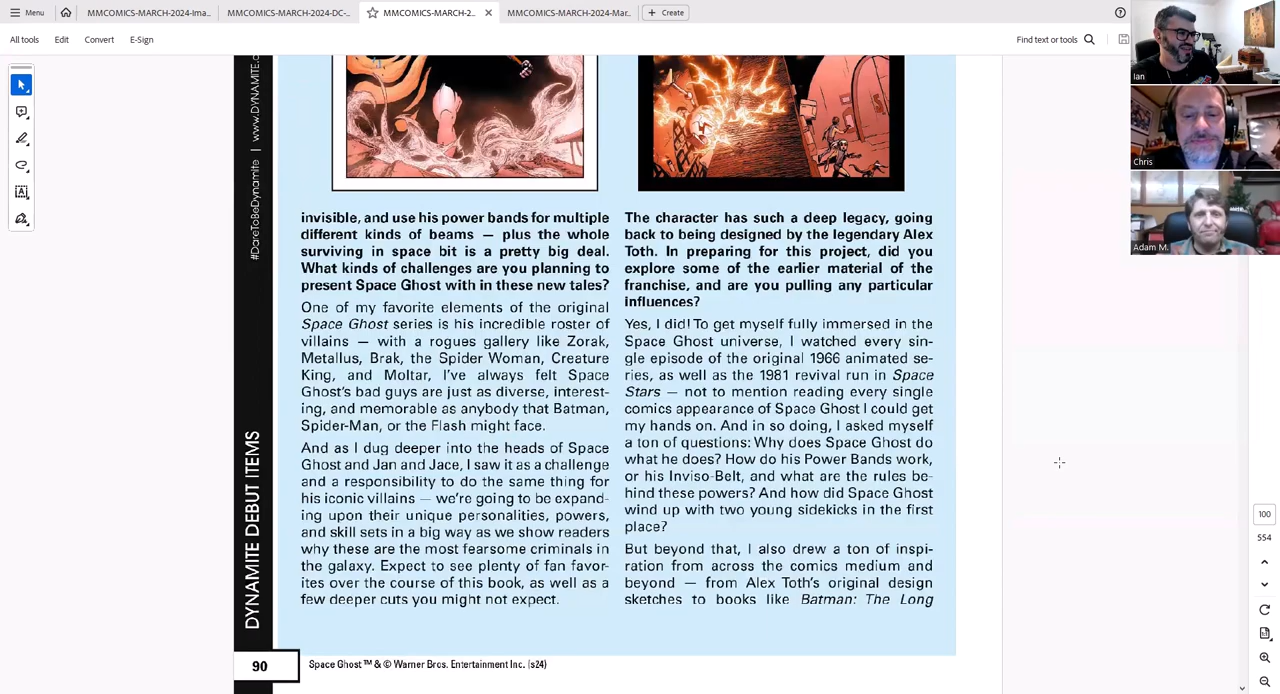 Menu
MMCOMICS-MARCH-2024-Ima...
MMCOMICS-MARCH-2024-DC-...
MMCOMICS-MARCH-2...
MMCOMICS-MARCH-2024-Mar...
+ Create
All tools
Edit
Convert
E-Sign
Find text or tools
Ian
Chris
Adam M.
#DareToBeDynamite | www.DYNAMITE.c
DYNAMITE DEBUT ITEMS
invisible, and use his power bands for multiple
different kinds of beams — plus the whole
surviving in space bit is a pretty big deal.
What kinds of challenges are you planning to
present Space Ghost with in these new tales?
One of my favorite elements of the original
Space Ghost series is his incredible roster of
villains — with a rogues gallery like Zorak,
Metallus, Brak, the Spider Woman, Creature
King, and Moltar, I've always felt Space
Ghost's bad guys are just as diverse, interest-
ing, and memorable as anybody that Batman,
Spider-Man, or the Flash might face.
And as I dug deeper into the heads of Space
Ghost and Jan and Jace, I saw it as a challenge
and a responsibility to do the same thing for
his iconic villains — we're going to be expand-
ing upon their unique personalities, powers,
and skill sets in a big way as we show readers
why these are the most fearsome criminals in
the galaxy. Expect to see plenty of fan favor-
ites over the course of this book, as well as a
few deeper cuts you might not expect.
The character has such a deep legacy, going
back to being designed by the legendary Alex
Toth. In preparing for this project, did you
explore some of the earlier material of the
franchise, and are you pulling any particular
influences?
Yes, I did! To get myself fully immersed in the
Space Ghost universe, I watched every sin-
gle episode of the original 1966 animated se-
ries, as well as the 1981 revival run in Space
Stars — not to mention reading every single
comics appearance of Space Ghost I could get
my hands on. And in so doing, I asked myself
a ton of questions: Why does Space Ghost do
what he does? How do his Power Bands work,
or his Inviso-Belt, and what are the rules be-
hind these powers? And how did Space Ghost
wind up with two young sidekicks in the first
place?
But beyond that, I also drew a ton of inspi-
ration from across the comics medium and
beyond — from Alex Toth's original design
sketches to books like Batman: The Long
90
Space Ghost™ & © Warner Bros. Entertainment Inc. (s24)
100
554